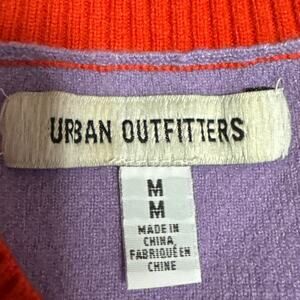 URBAN OUTFITTERS
M
M
MADE IN
CHINA
FABRIQUÉ EN
CHINE